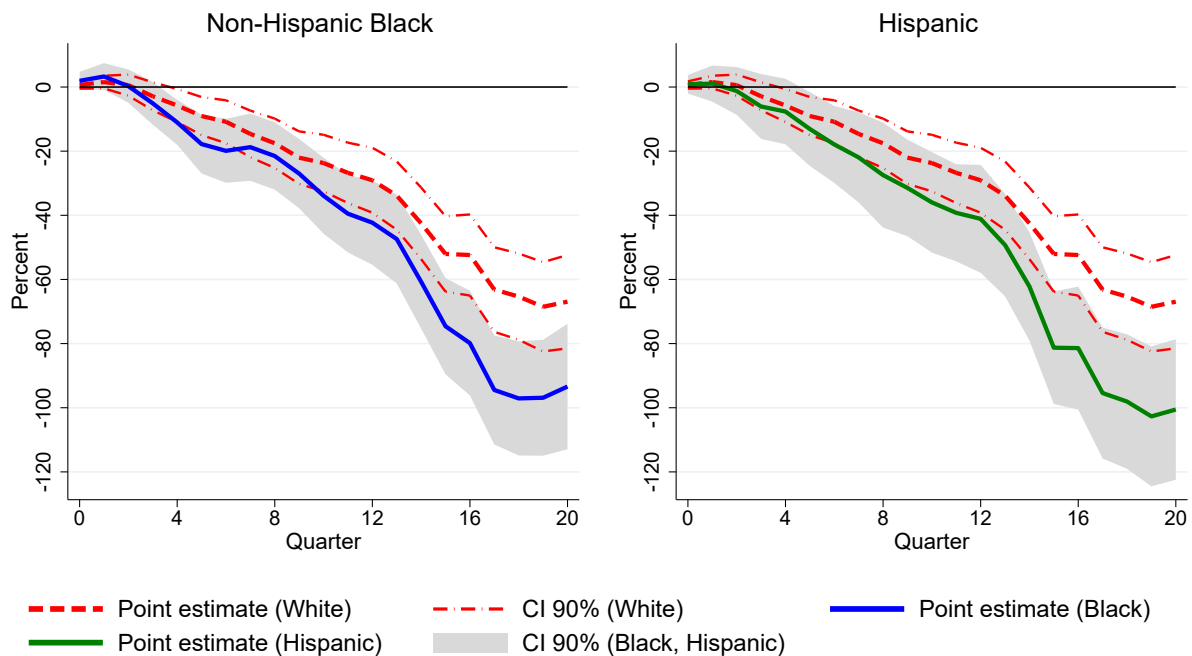 Non-Hispanic Black
Percent
0
-20
-40
-60
-80
-100
-120
0 4 8 12 16 20
Quarter
Hispanic
Percent
0
-20
-40
-60
-80
-100
-120
0 4 8 12 16 20
Quarter
Point estimate (White) CI 90% (White) Point estimate (Black)
Point estimate (Hispanic) CI 90% (Black, Hispanic)